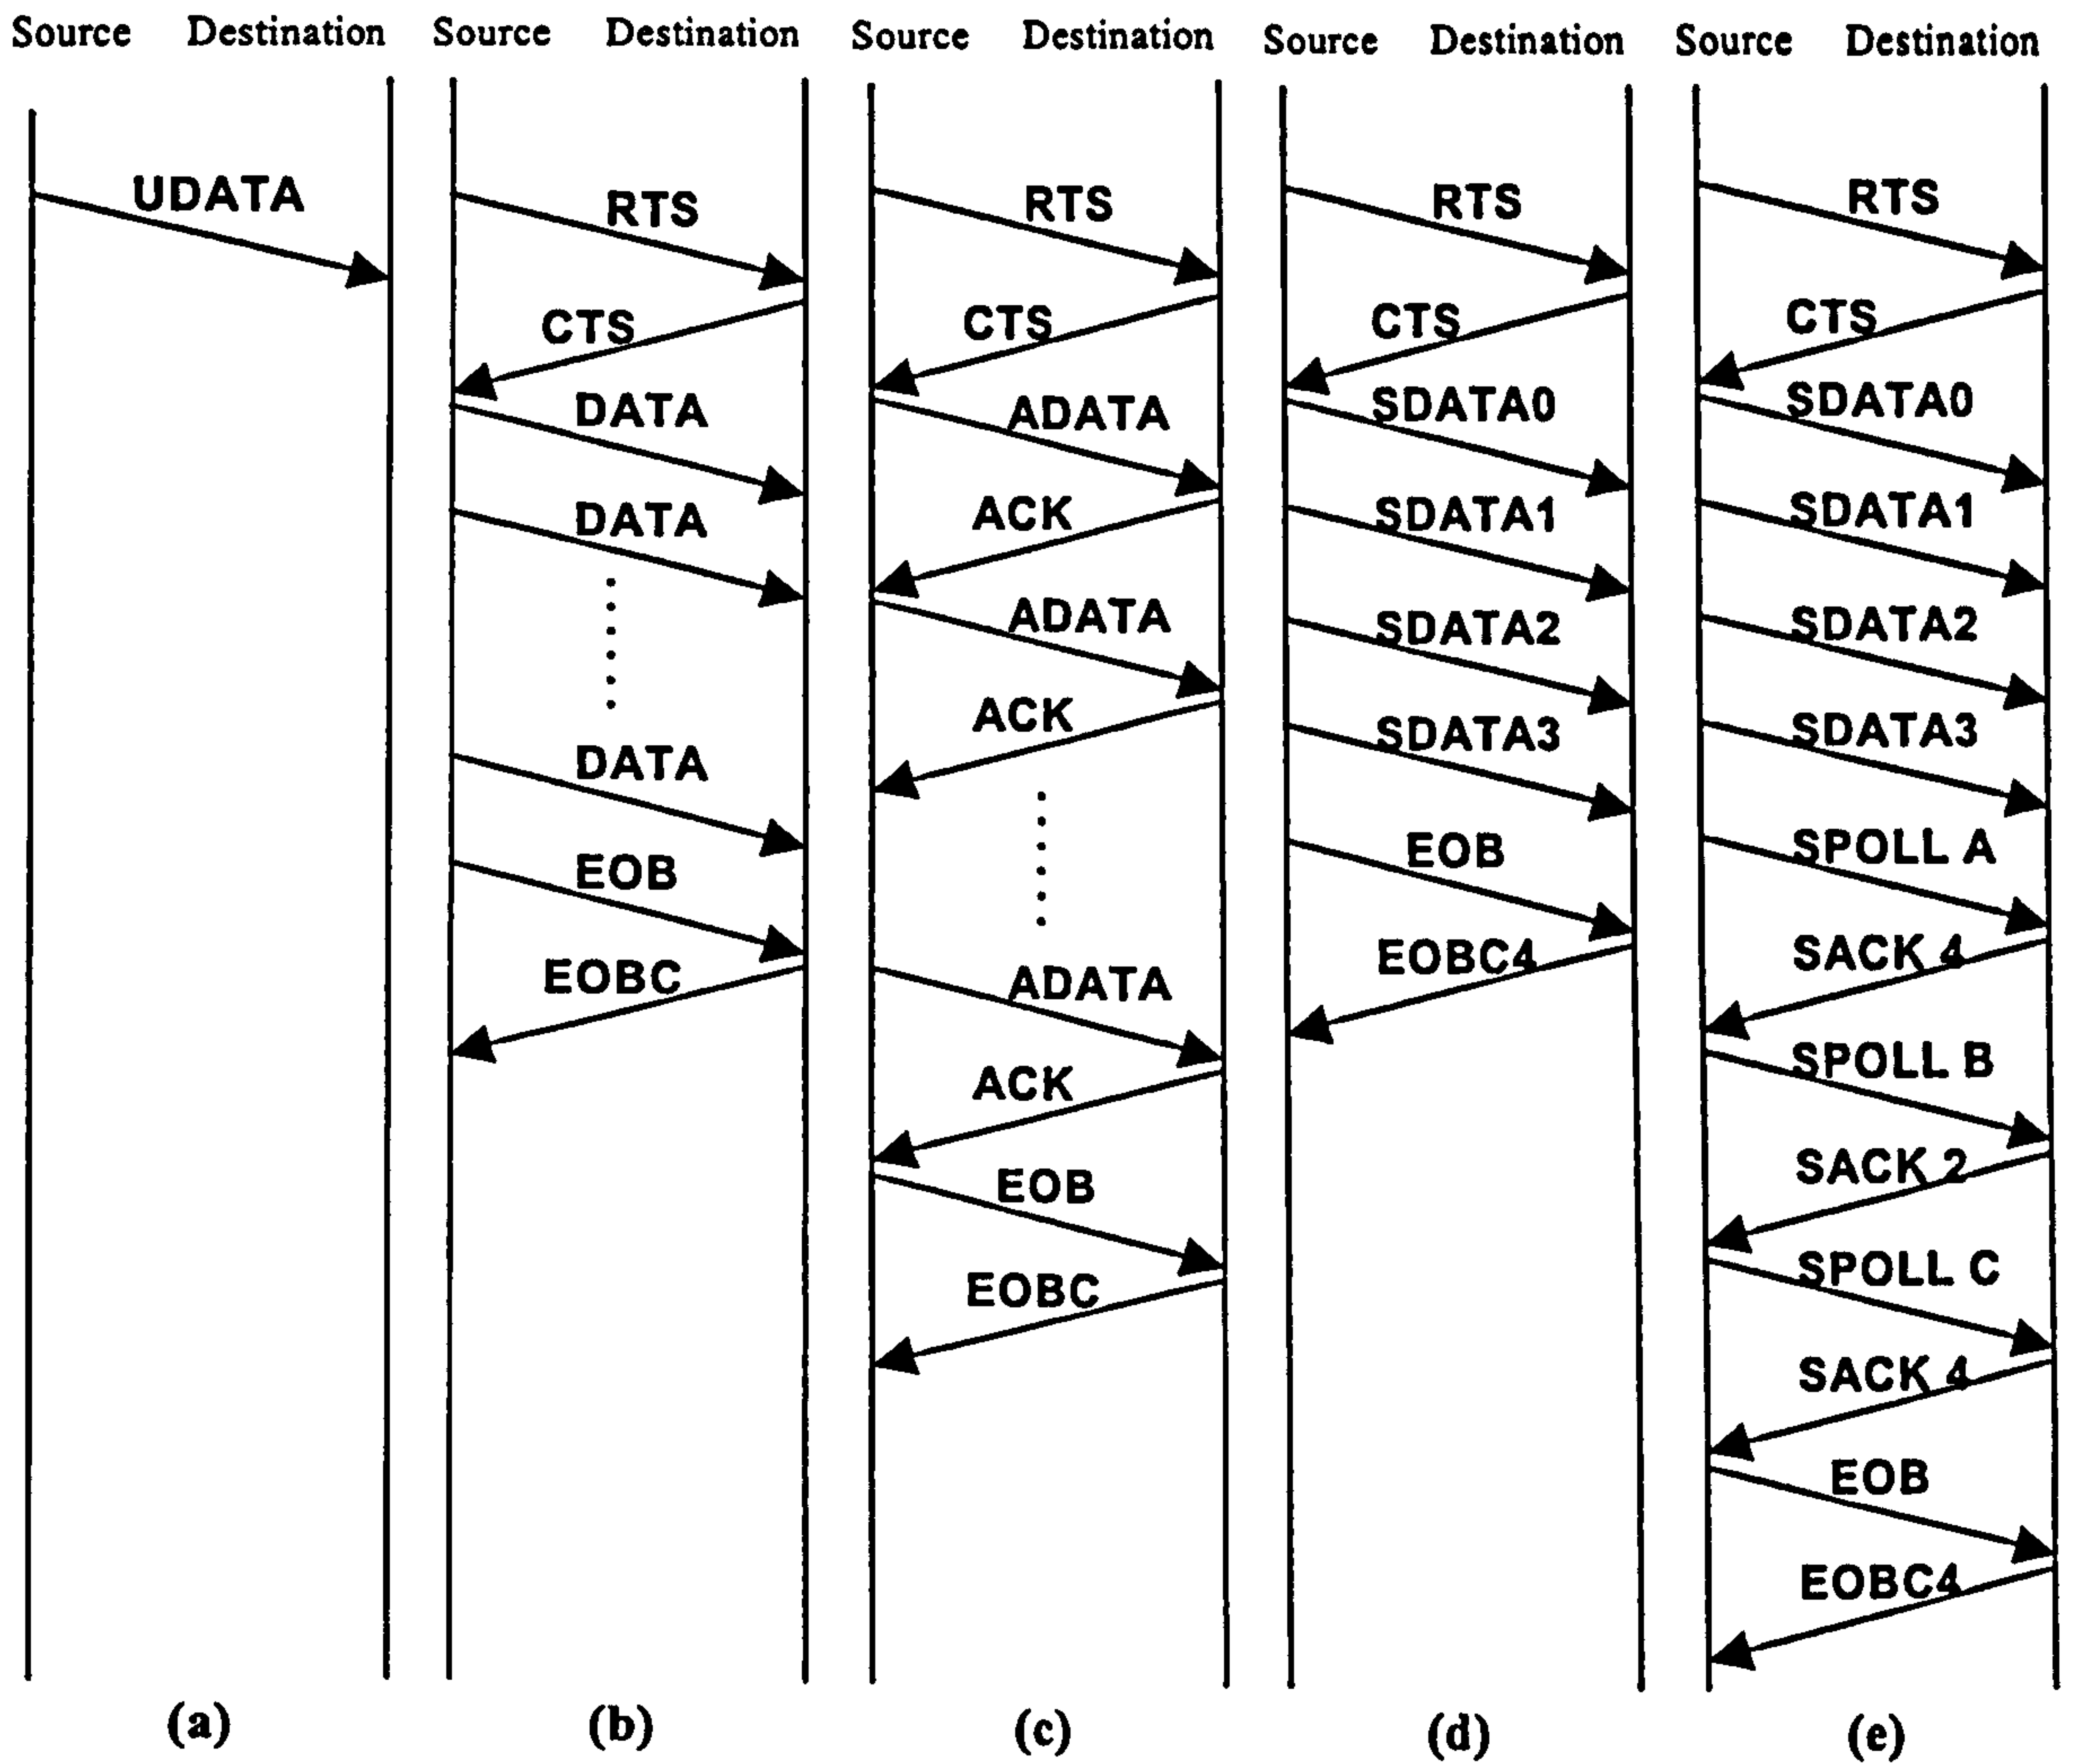 Source Destination
UDATA
(a)
Source Destination
RTS
CTS
DATA
DATA
DATA
EOB
EOBC
(b)
Source Destination
RTS
CTS
ADATA
ACK
ADATA
ACK
ADATA
ACK
EOB
EOBC
(c)
Source Destination
RTS
CTS
SDATA0
SDATA1
SDATA2
SDATA3
EOB
EOBC4
(d)
Source Destination
RTS
CTS
SDATA0
SDATA1
SDATA2
SDATA3
SPOLL A
SACK 4
SPOLL B
SACK 2
SPOLL C
SACK 4
EOB
EOBC4
(e)